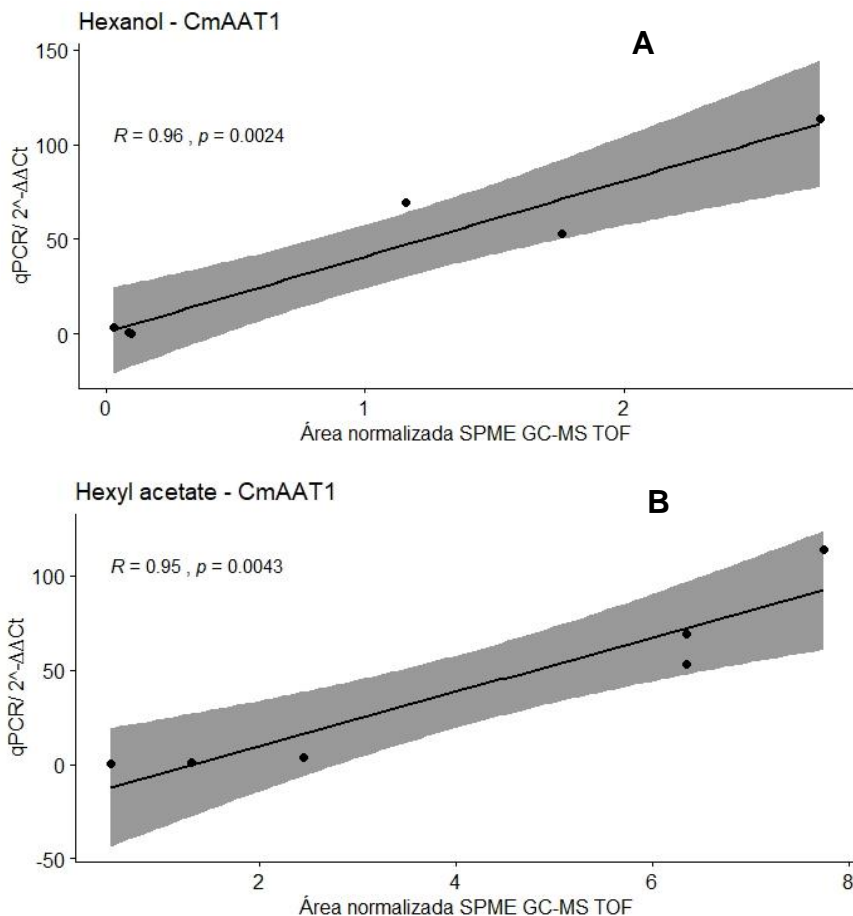 Hexanol - CmAAT1
A
150
R = 0.96 , p = 0.0024
100
50
0
qPCR/ 2^-ΔΔCt
0 1 2
Área normalizada SPME GC-MS TOF
Hexyl acetate - CmAAT1
B
R = 0.95 , p = 0.0043
100
50
0
-50
qPCR/ 2^-ΔΔCt
2 4 6 8
Área normalizada SPME GC-MS TOF